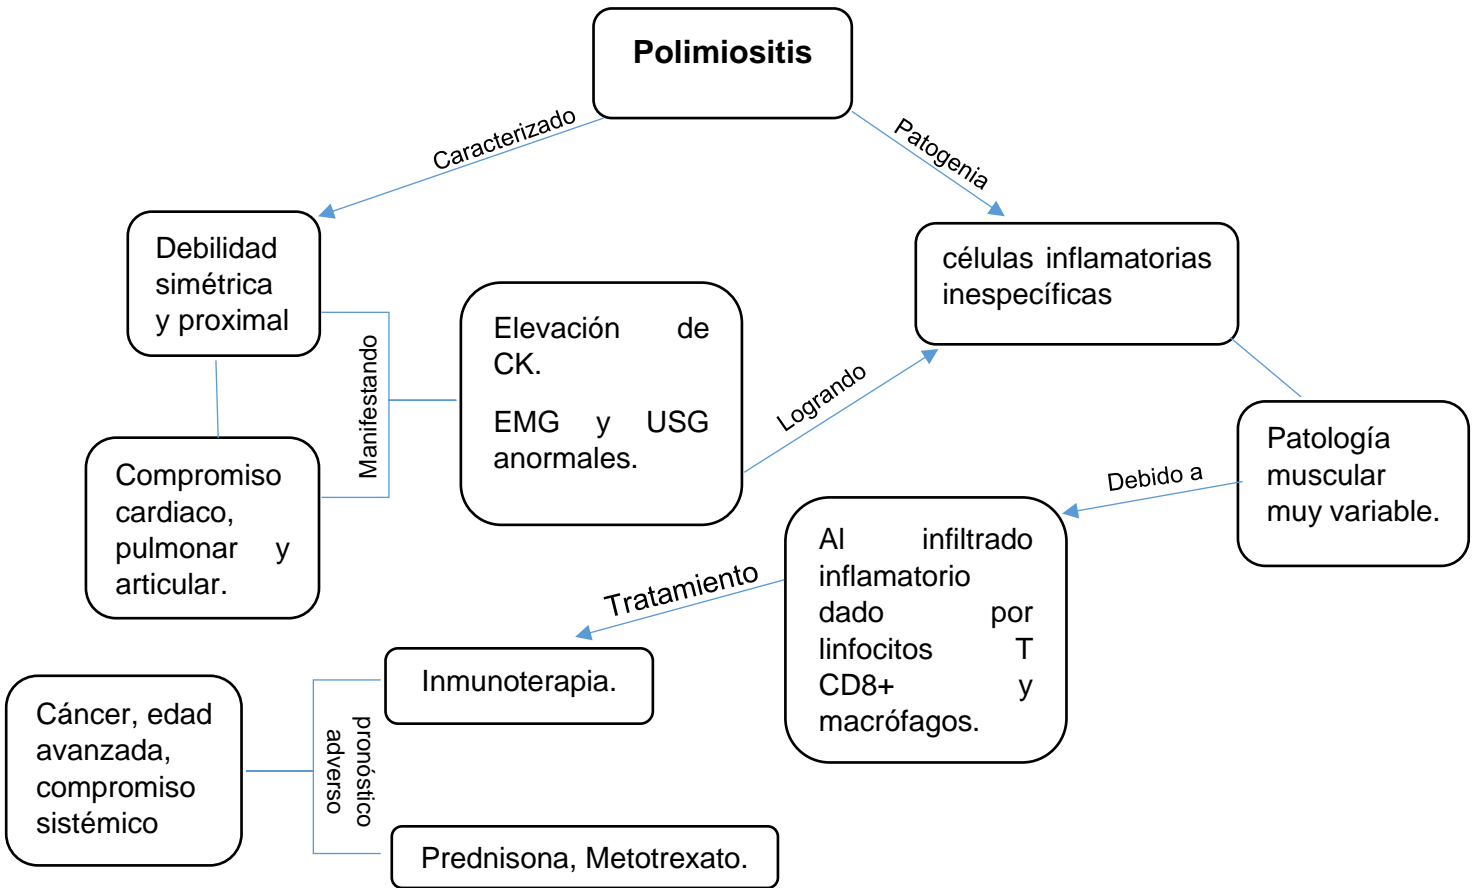 Polimiositis
Caracterizado
Patogenia
Debilidad
simétrica
y proximal
células inflamatorias
inespecíficas
Manifestando
Elevación de
CK.
EMG y USG
anormales.
Logrando
Compromiso
cardiaco,
pulmonar y
articular.
Patología
muscular
muy variable.
Debido a
Al infiltrado
inflamatorio
dado por
linfocitos T
CD8+ y
macrófagos.
Tratamiento
Inmunoterapia.
pronóstico
adverso
Cáncer, edad
avanzada,
compromiso
sistémico
Prednisona, Metotrexato.